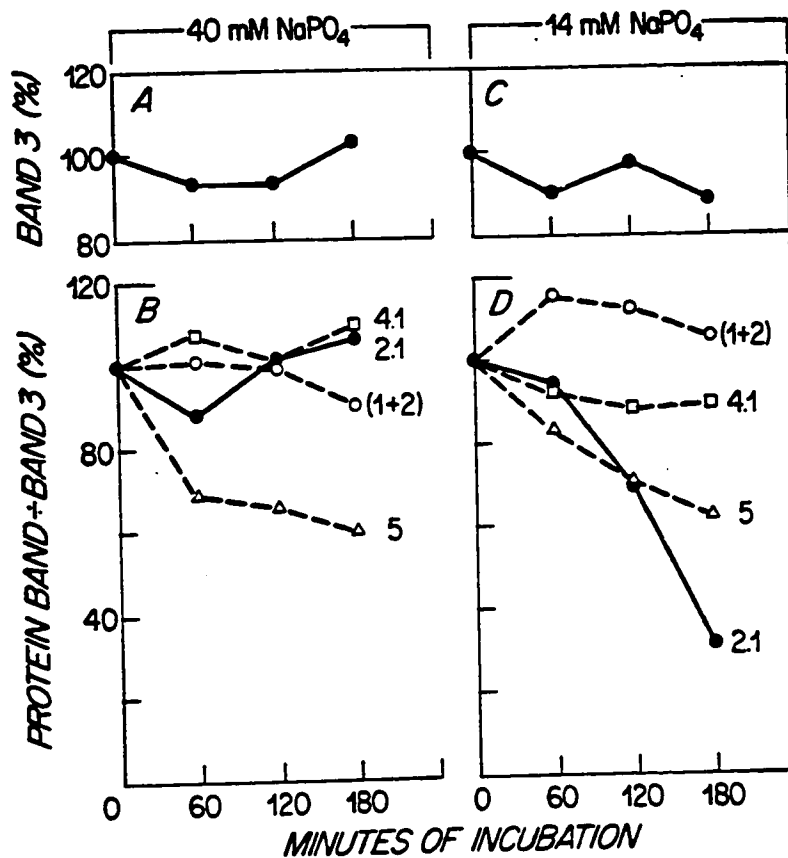 40 mM NaPO4
14 mM NaPO4
BAND 3 (%)
120
100
80
A
C
PROTEIN BAND÷BAND 3 (%)
120
80
40
B
4.1
2.1
(1+2)
5
D
(1+2)
4.1
5
2.1
0 60 120 180
0 60 120 180
MINUTES OF INCUBATION